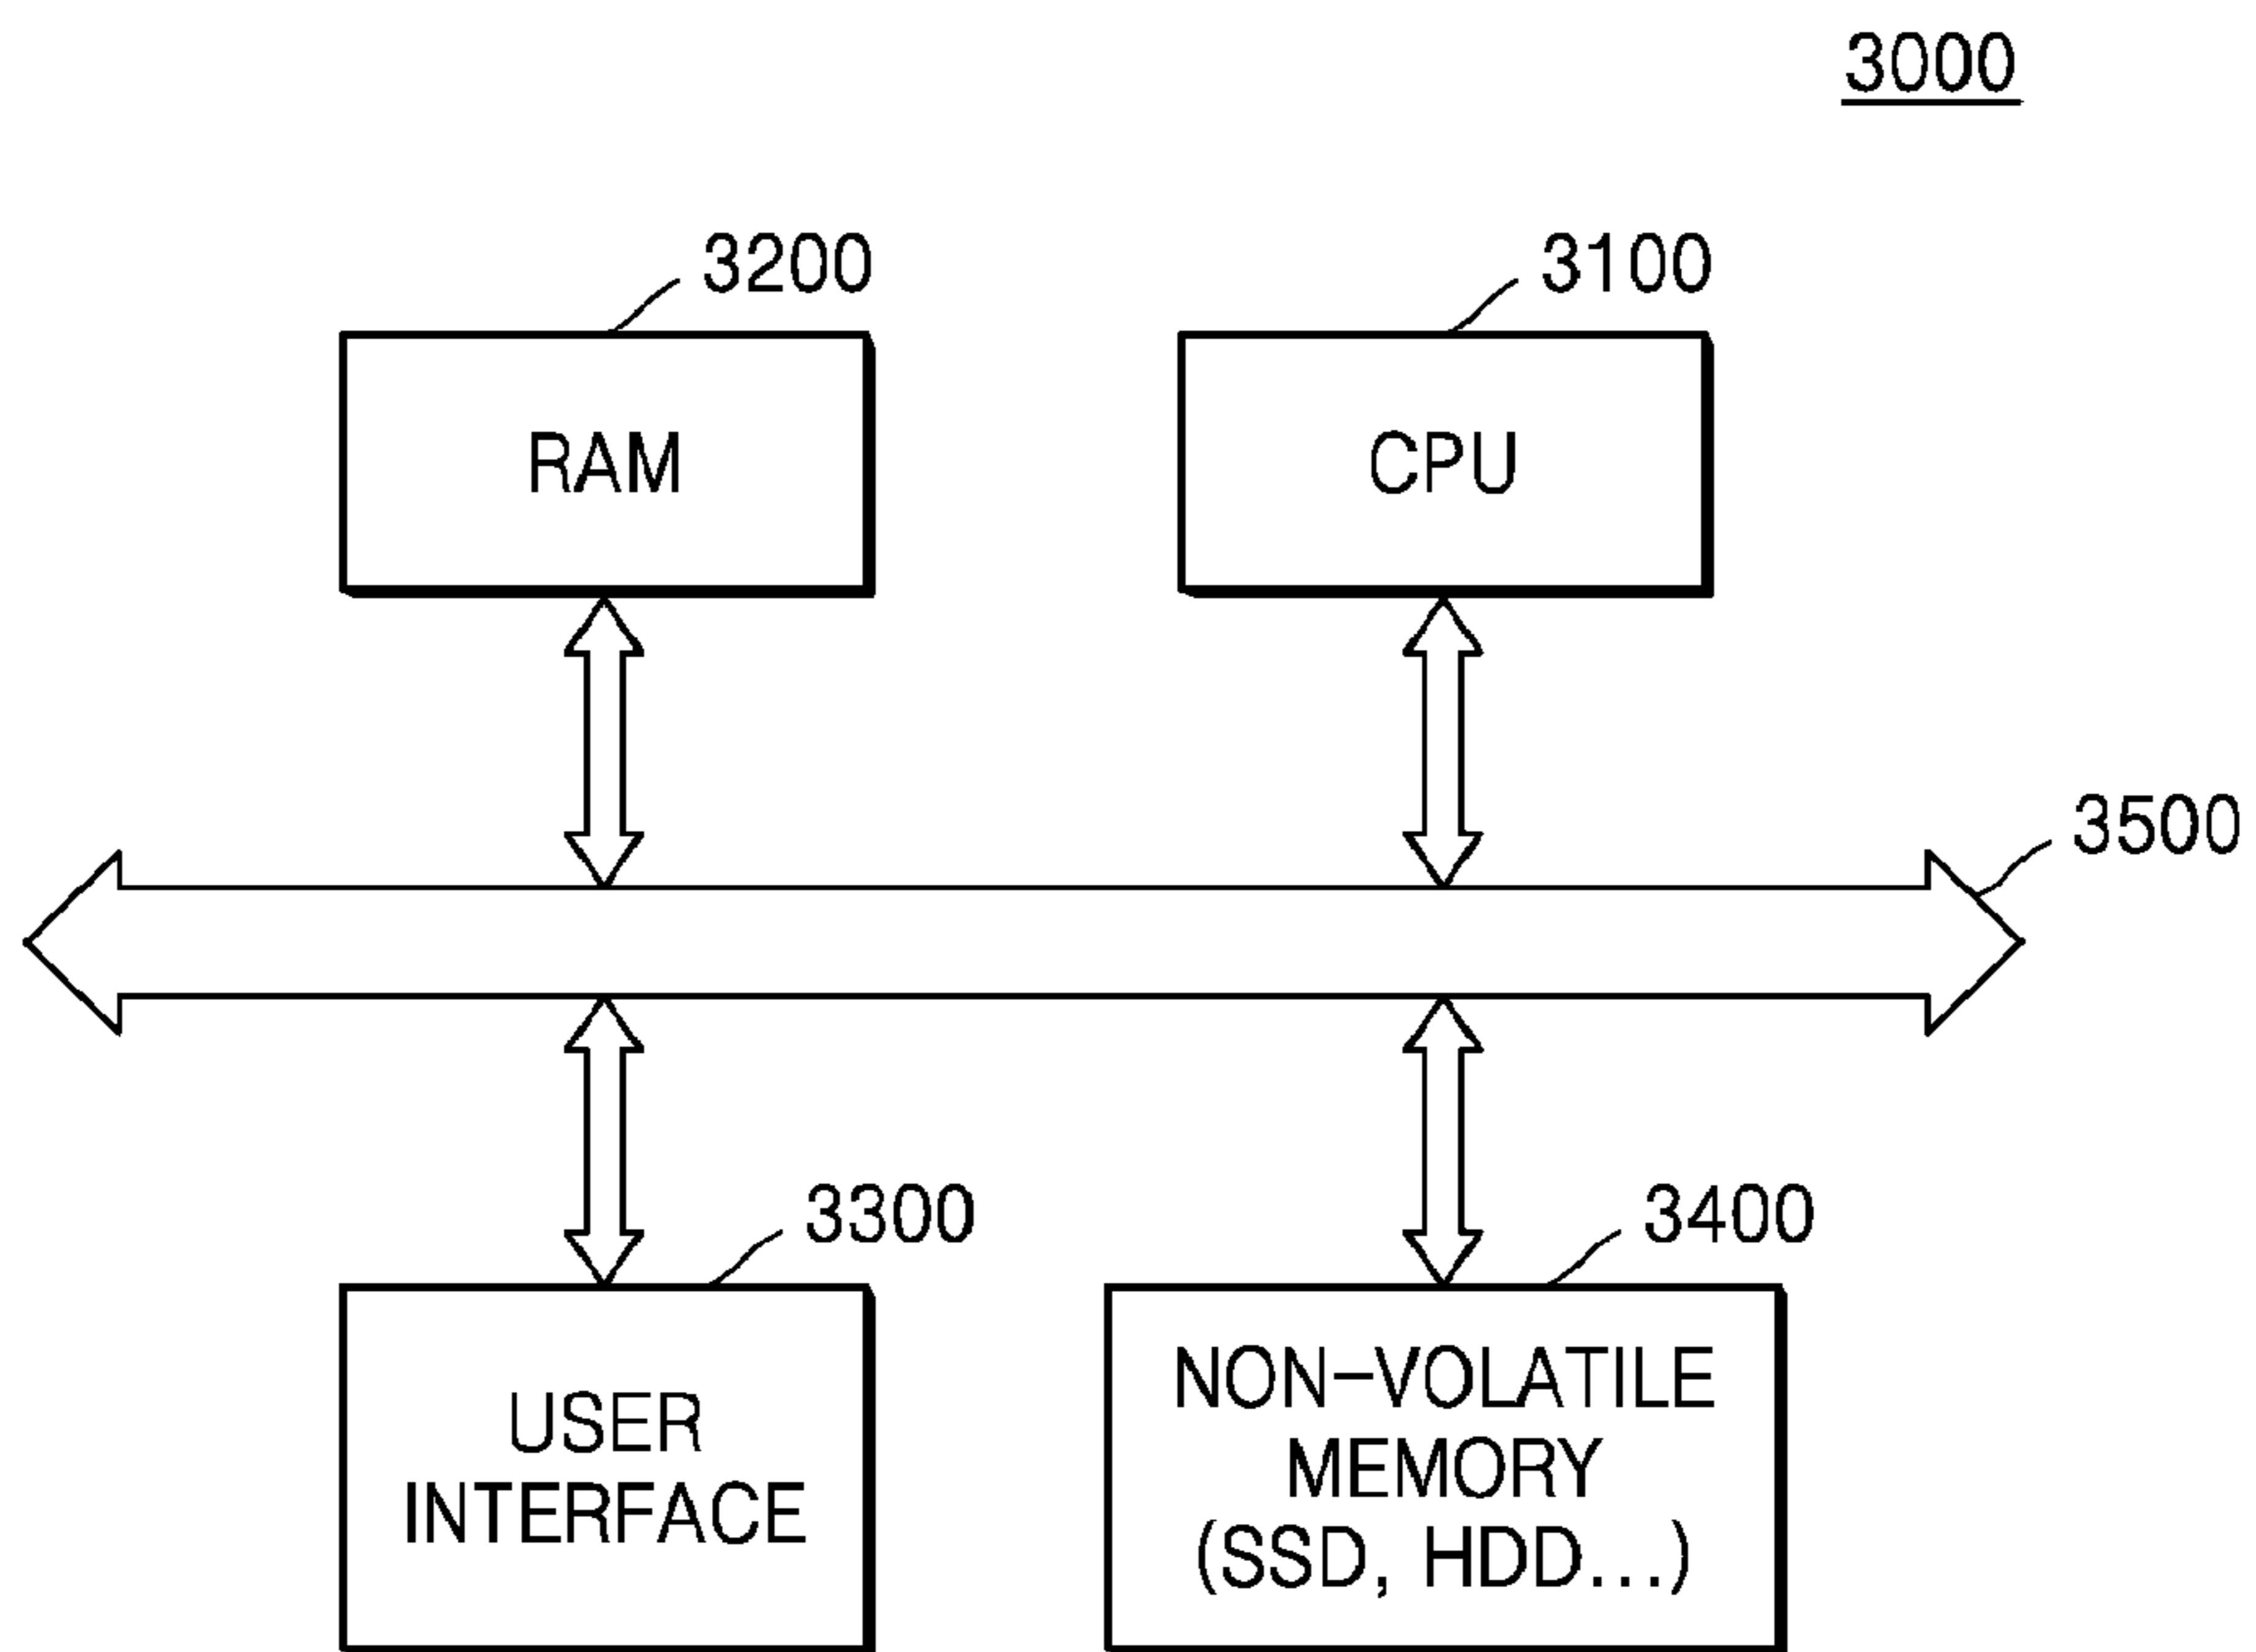 3000
3200
3100
RAM
CPU
3500
3300
3400
USER
INTERFACE
NON-VOLATILE
MEMORY
(SSD, HDD...)